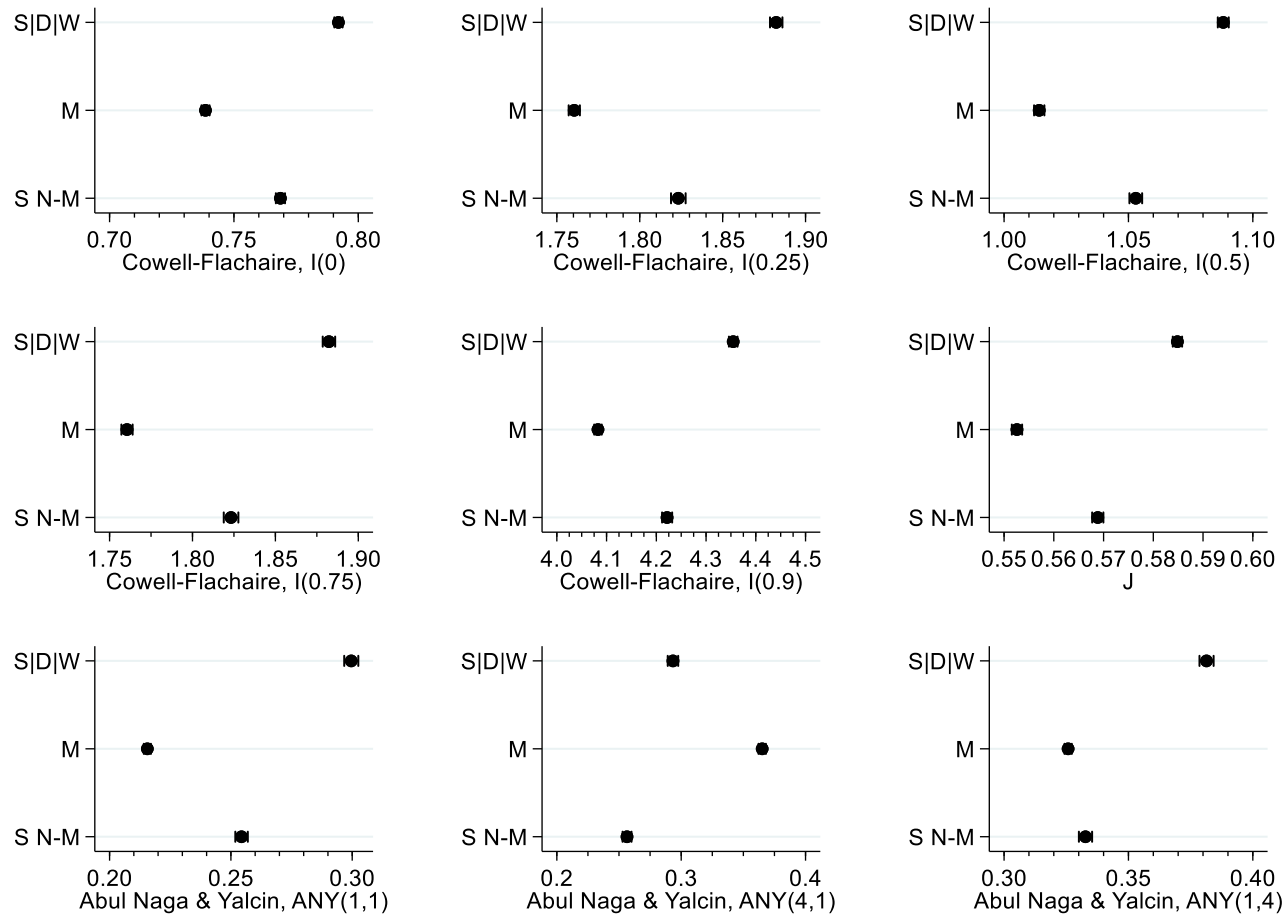 S|D|W
M
S N-M
0.70 0.75 0.80
Cowell-Flachaire, I(0)
S|D|W
M
S N-M
1.75 1.80 1.85 1.90
Cowell-Flachaire, I(0.25)
S|D|W
M
S N-M
1.00 1.05 1.10
Cowell-Flachaire, I(0.5)
S|D|W
M
S N-M
1.75 1.80 1.85 1.90
Cowell-Flachaire, I(0.75)
S|D|W
M
S N-M
4.0 4.1 4.2 4.3 4.4 4.5
Cowell-Flachaire, I(0.9)
S|D|W
M
S N-M
0.55 0.56 0.57 0.58 0.59 0.60
J
S|D|W
M
S N-M
0.20 0.25 0.30
Abul Naga & Yalcin, ANY(1,1)
S|D|W
M
S N-M
0.2 0.3 0.4
Abul Naga & Yalcin, ANY(4,1)
S|D|W
M
S N-M
0.30 0.35 0.40
Abul Naga & Yalcin, ANY(1,4)